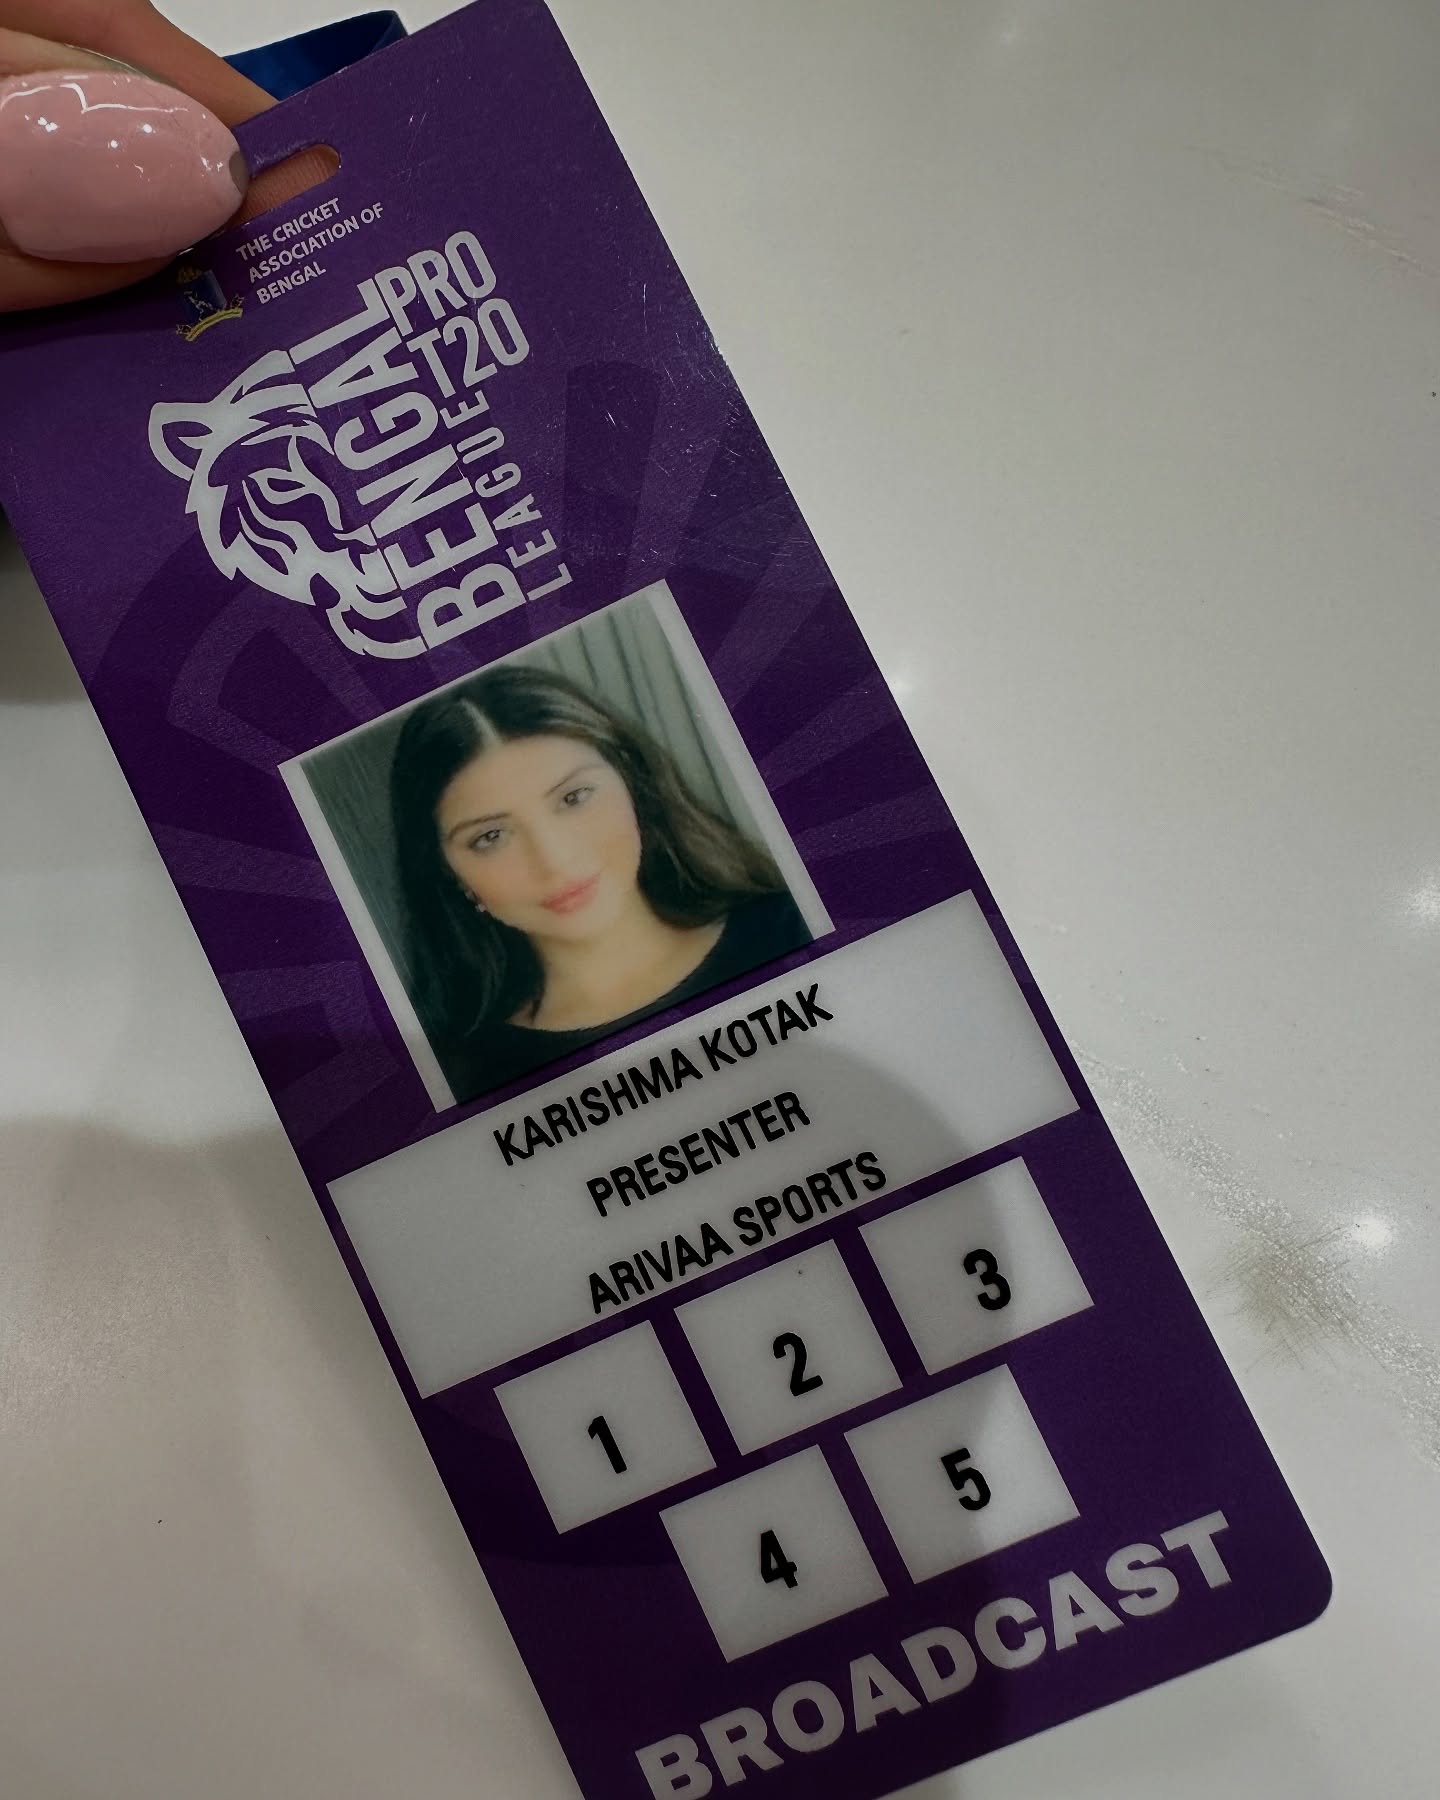 THE CRICKET
ASSOCIATION OF
BENGAL
BENGAL PRO
T20
LEAGUE
KARISHMA KOTAK
PRESENTER
ARIVAA SPORTS
1 2 3
4 5
BROADCAST